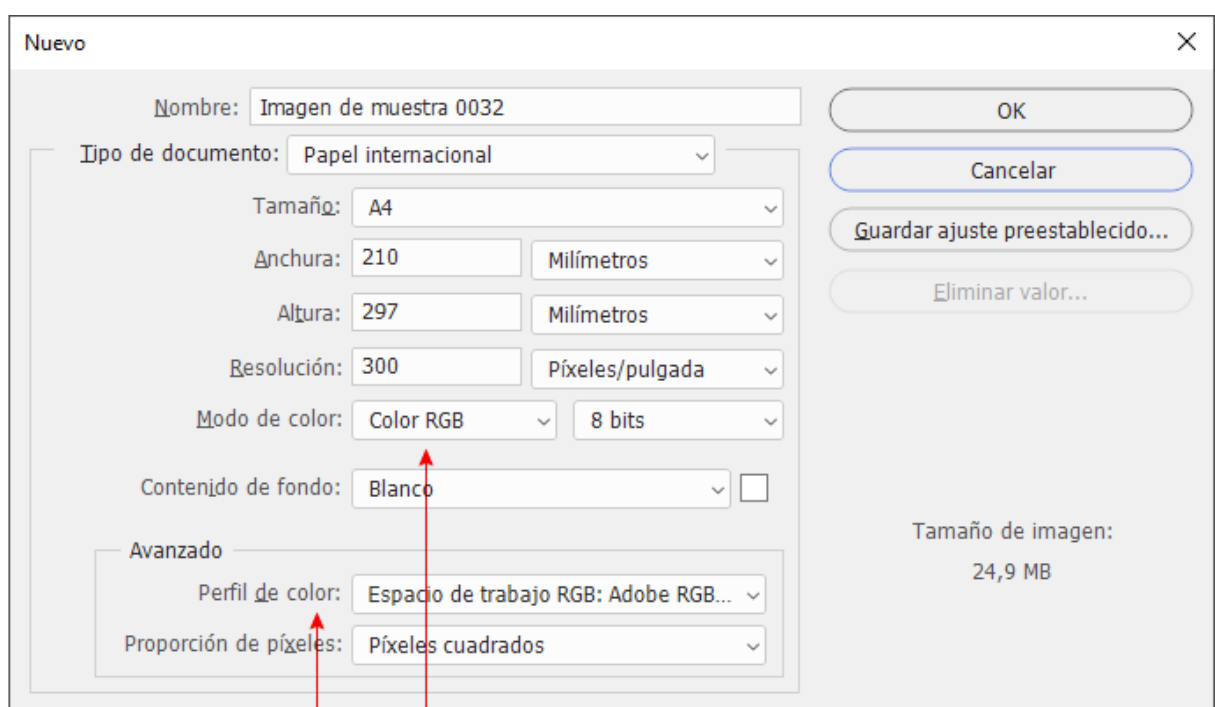 Nuevo
Nombre: Imagen de muestra 0032
OK
Tipo de documento: Papel internacional
Cancelar
Tamaño: A4
Guardar ajuste preestablecido...
Anchura: 210 Milímetros
Eliminar valor...
Altura: 297 Milímetros
Resolución: 300 Píxeles/pulgada
Modo de color: Color RGB 8 bits
Contenido de fondo: Blanco
Tamaño de imagen:
24,9 MB
Avanzado
Perfil de color: Espacio de trabajo RGB: Adobe RGB...
Proporción de píxeles: Píxeles cuadrados